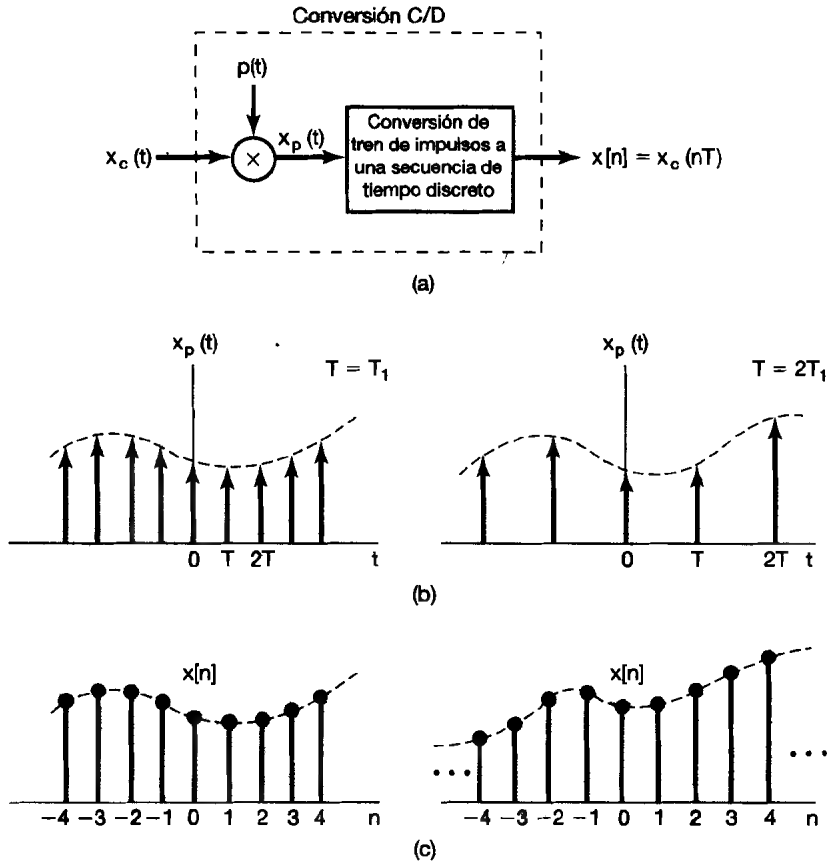 Conversión C/D
p(t)
x_c (t)
×
x_p (t)
Conversión de
tren de impulsos a
una secuencia de
tiempo discreto
x[n] = x_c (nT)
(a)
x_p (t)
T = T_1
0 T 2T t
x_p (t)
T = 2T_1
0 T 2T t
(b)
x[n]
-4 -3 -2 -1 0 1 2 3 4 n
x[n]
-4 -3 -2 -1 0 1 2 3 4 n
(c)